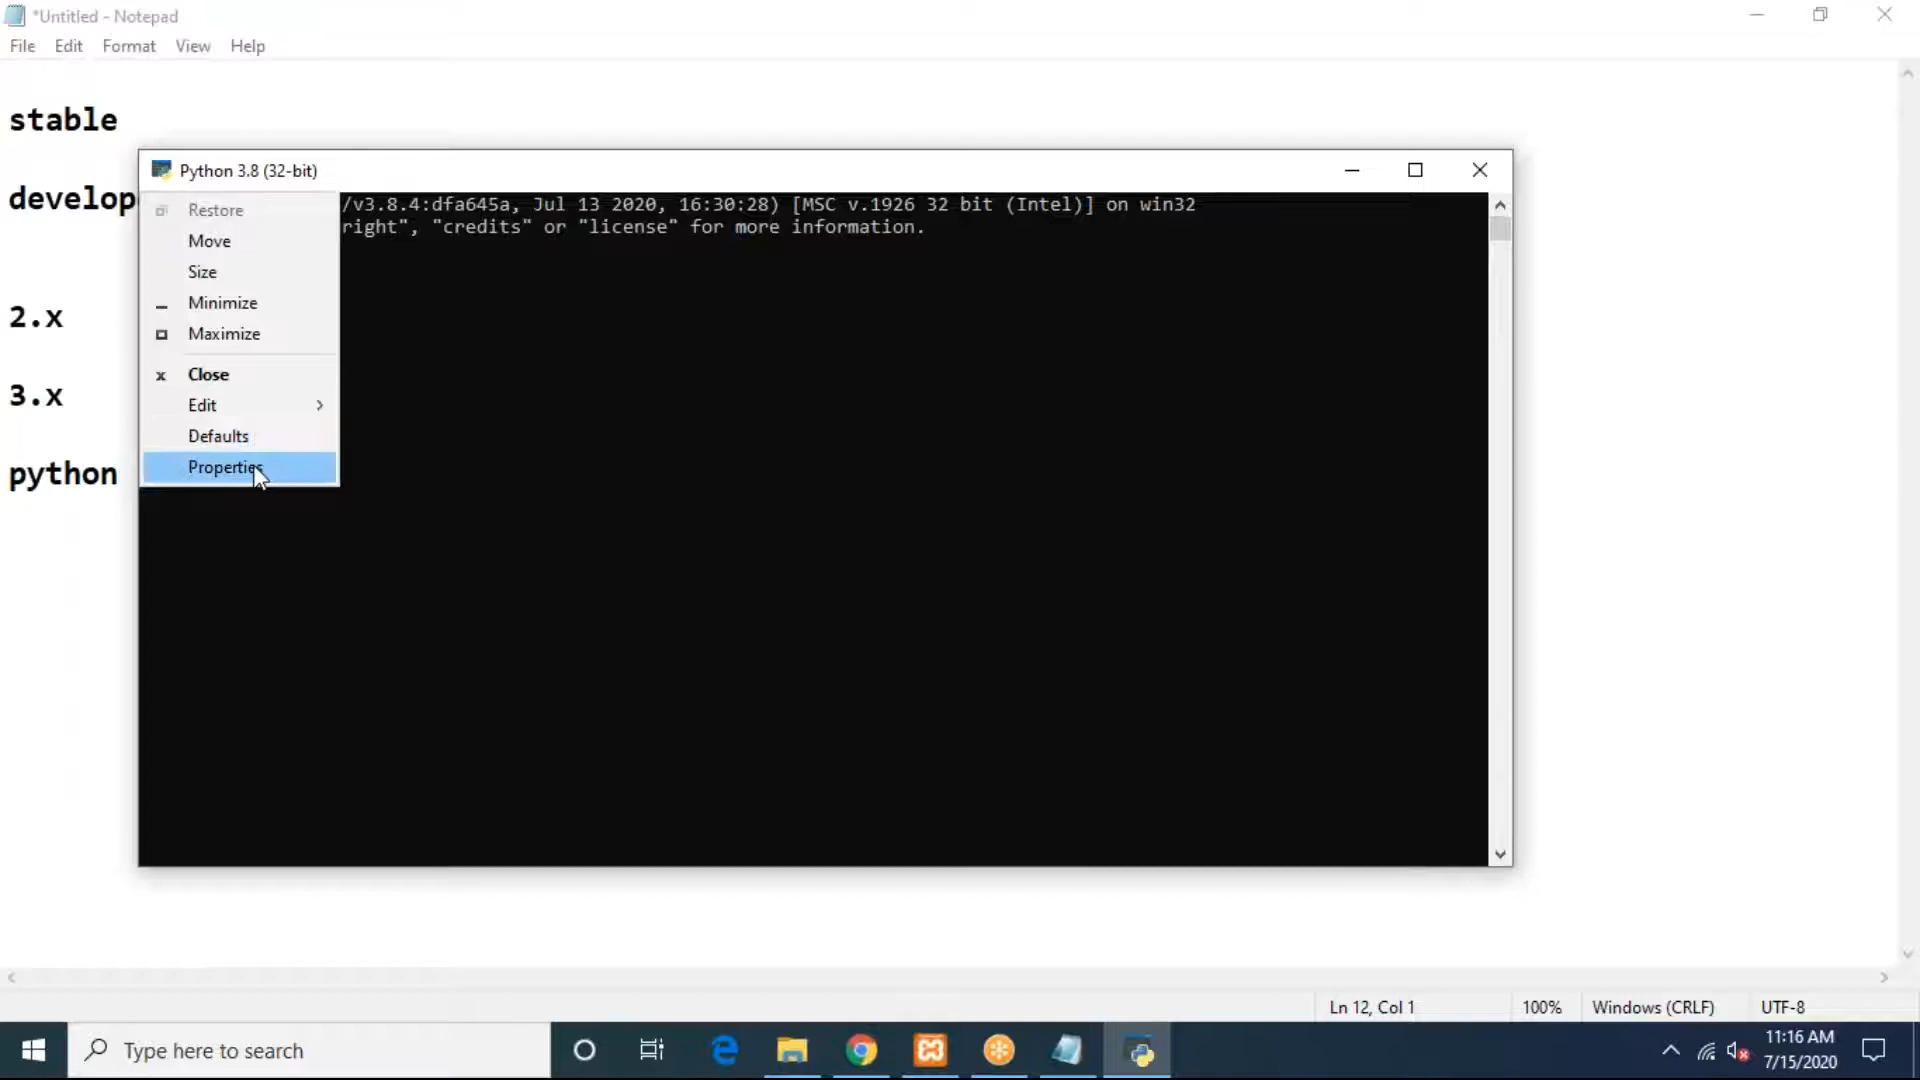 *Untitled - Notepad
File Edit Format View Help
stable
develop
2.x
3.x
python
Python 3.8 (32-bit)
/v3.8.4:dfa645a, Jul 13 2020, 16:30:28) [MSC v.1926 32 bit (Intel)] on win32
right", "credits" or "license" for more information.
Restore
Move
Size
Minimize
Maximize
Close
Edit
Defaults
Properties
Ln 12, Col 1 100% Windows (CRLF) UTF-8
Type here to search
11:16 AM
7/15/2020